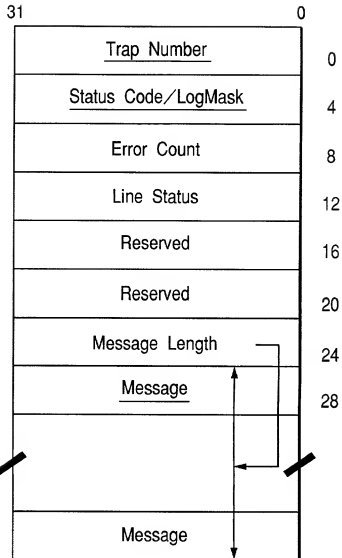 31 0
Trap Number 0
Status Code/LogMask 4
Error Count 8
Line Status 12
Reserved 16
Reserved 20
Message Length 24
Message 28
Message